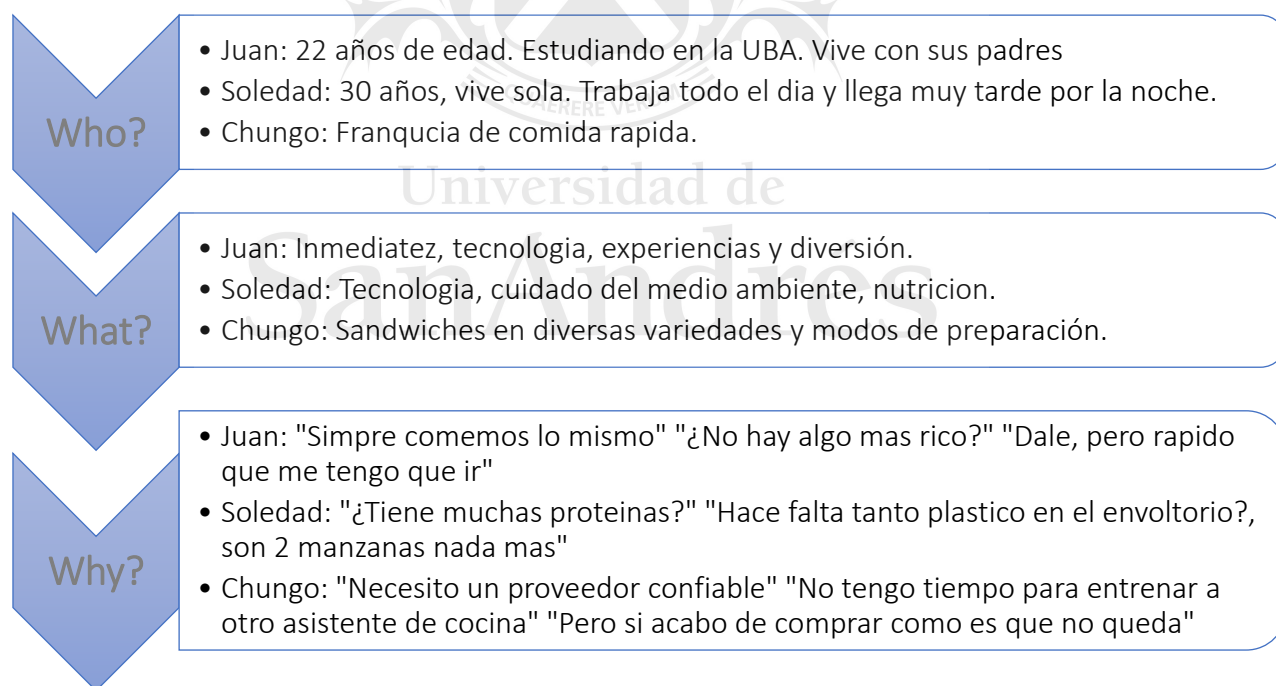 Who?
• Juan: 22 años de edad. Estudiando en la UBA. Vive con sus padres
• Soledad: 30 años, vive sola. Trabaja todo el dia y llega muy tarde por la noche.
• Chungo: Franqucia de comida rapida.
QUAERERE VERUM
Universidad de
SanAndres
What?
• Juan: Inmediatez, tecnologia, experiencias y diversión.
• Soledad: Tecnologia, cuidado del medio ambiente, nutricion.
• Chungo: Sandwiches en diversas variedades y modos de preparación.
Why?
• Juan: "Simpre comemos lo mismo" "¿No hay algo mas rico?" "Dale, pero rapido
que me tengo que ir"
• Soledad: "¿Tiene muchas proteinas?" "Hace falta tanto plastico en el envoltorio?,
son 2 manzanas nada mas"
• Chungo: "Necesito un proveedor confiable" "No tengo tiempo para entrenar a
otro asistente de cocina" "Pero si acabo de comprar como es que no queda"